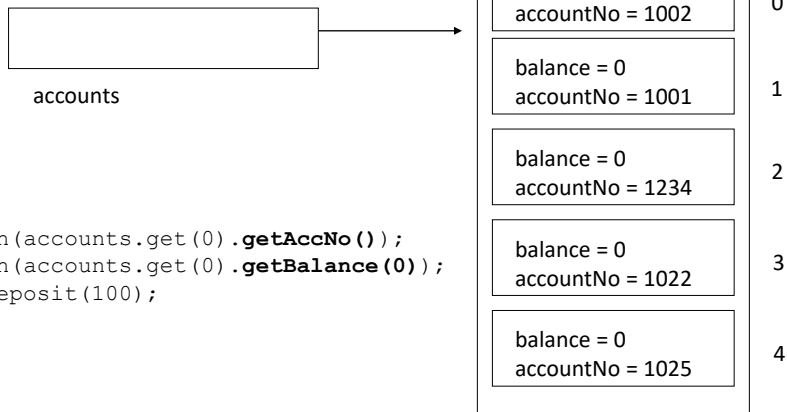 accountNo = 1002
0
balance = 0
accountNo = 1001
1
accounts
balance = 0
accountNo = 1234
2
n(accounts.get(0).getAccNo());
n(accounts.get(0).getBalance(0));
eposit(100);
balance = 0
accountNo = 1022
3
balance = 0
accountNo = 1025
4